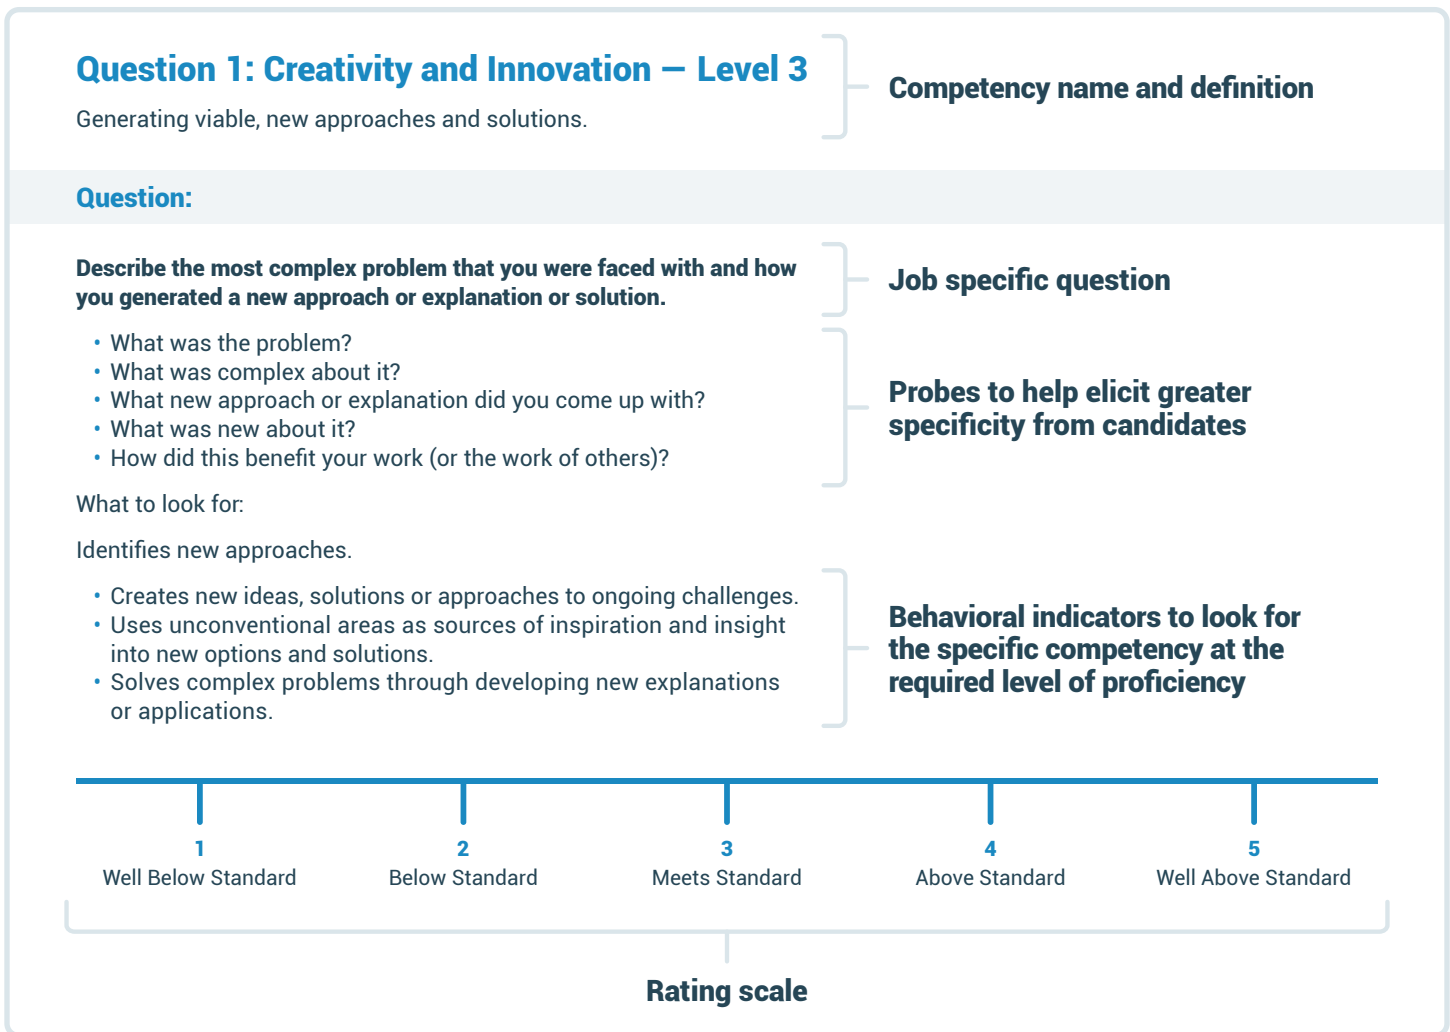 Question 1: Creativity and Innovation — Level 3
Generating viable, new approaches and solutions.
Competency name and definition
Question:
Describe the most complex problem that you were faced with and how
you generated a new approach or explanation or solution.
Job specific question
• What was the problem?
• What was complex about it?
• What new approach or explanation did you come up with?
• What was new about it?
• How did this benefit your work (or the work of others)?
Probes to help elicit greater
specificity from candidates
What to look for:
Identifies new approaches.
• Creates new ideas, solutions or approaches to ongoing challenges.
• Uses unconventional areas as sources of inspiration and insight
into new options and solutions.
• Solves complex problems through developing new explanations
or applications.
Behavioral indicators to look for
the specific competency at the
required level of proficiency
1 2 3 4 5
Well Below Standard Below Standard Meets Standard Above Standard Well Above Standard
Rating scale